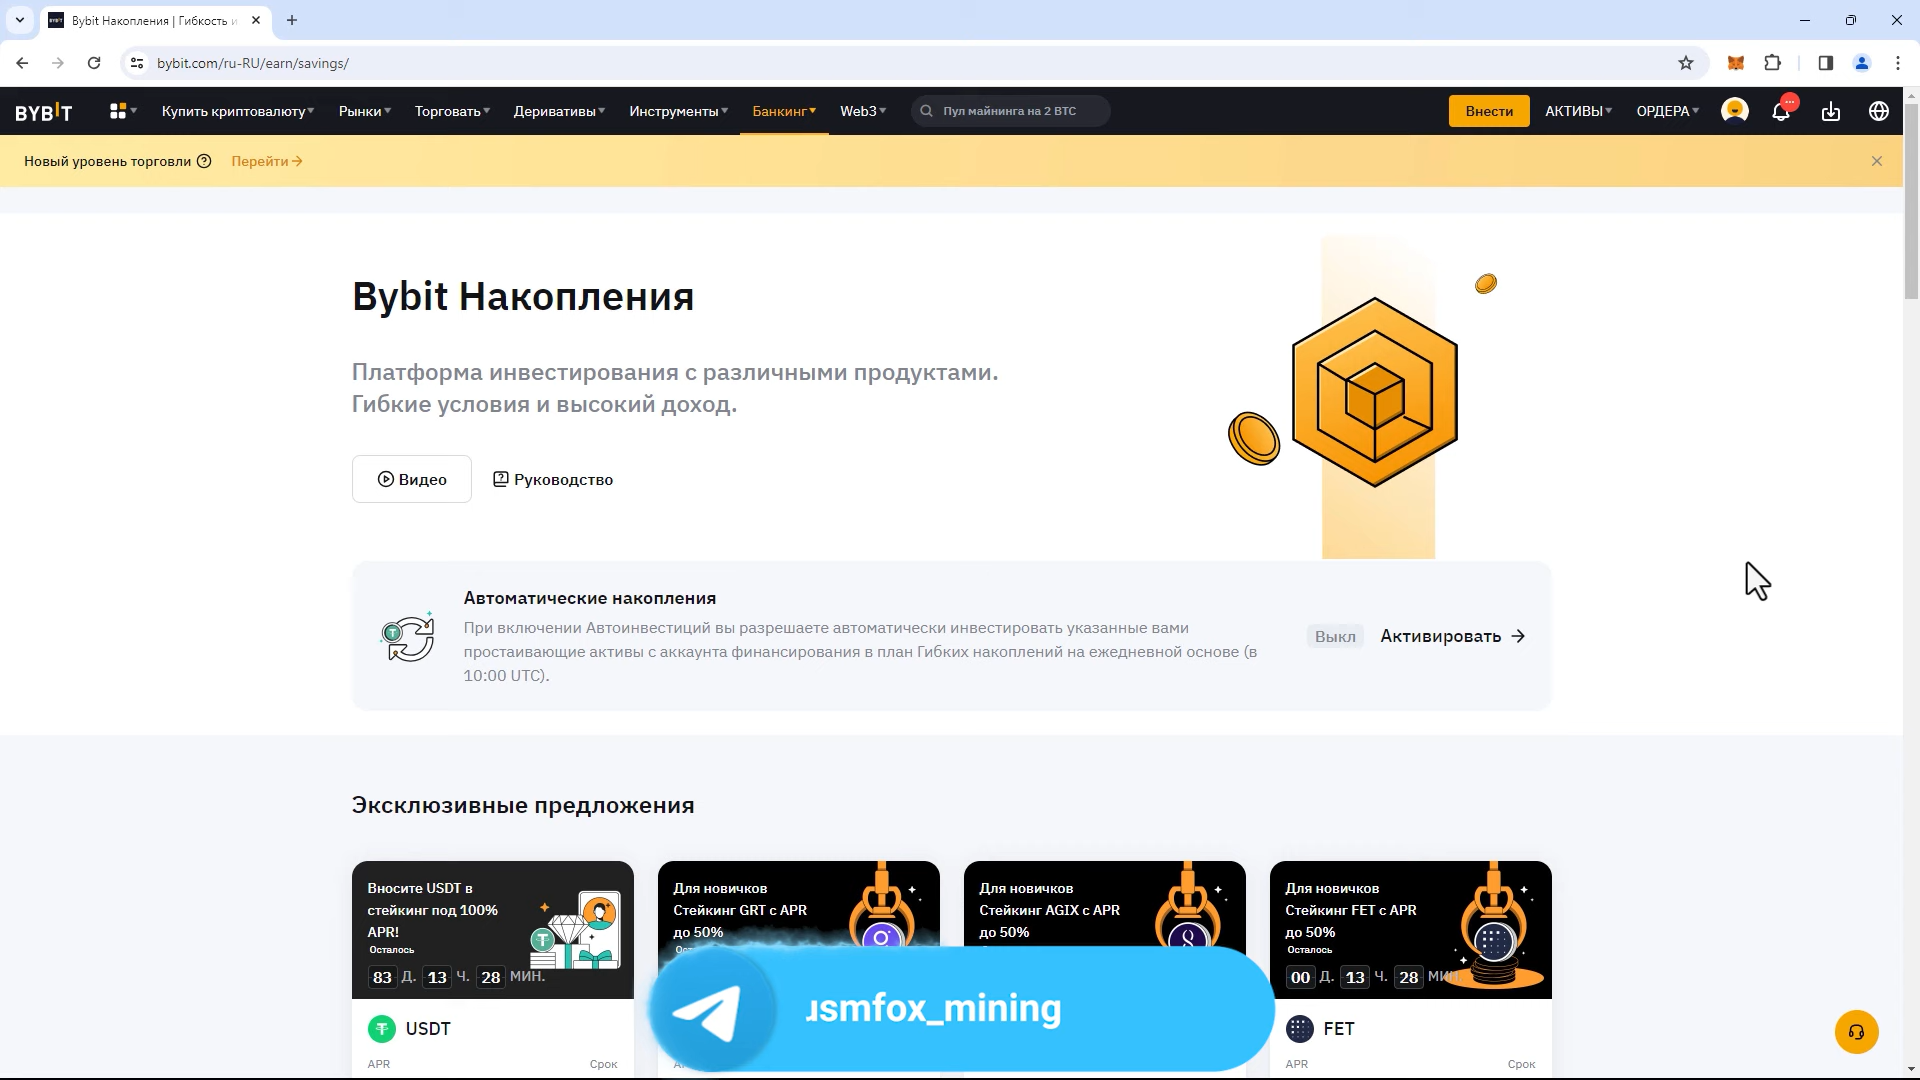 Bybit Накопления | Гибкость и
bybit.com/ru-RU/earn/savings/
BYBIT
Купить криптовалюту
Рынки
Торговать
Деривативы
Инструменты
Банкинг
Web3
Пул майнинга на 2 BTC
Внести
АКТИВЫ
ОРДЕРА
Новый уровень торговли
Перейти
Bybit Накопления
Платформа инвестирования с различными продуктами.
Гибкие условия и высокий доход.
Видео
Руководство
Автоматические накопления
При включении Автоинвестиций вы разрешаете автоматически инвестировать указанные вами
простаивающие активы с аккаунта финансирования в план Гибких накоплений на ежедневной основе (в
10:00 UTC).
Выкл
Активировать
Эксклюзивные предложения
Вносите USDT в
стейкинг под 100%
APR!
Осталось
83 Д. 13 Ч. 28 МИН.
USDT
APR
Срок
Для новичков
Стейкинг GRT с APR
до 50%
Для новичков
Стейкинг AGIX с APR
до 50%
Для новичков
Стейкинг FET с APR
до 50%
Осталось
00 Д. 13 Ч. 28
FET
APR
Срок
smfox_mining